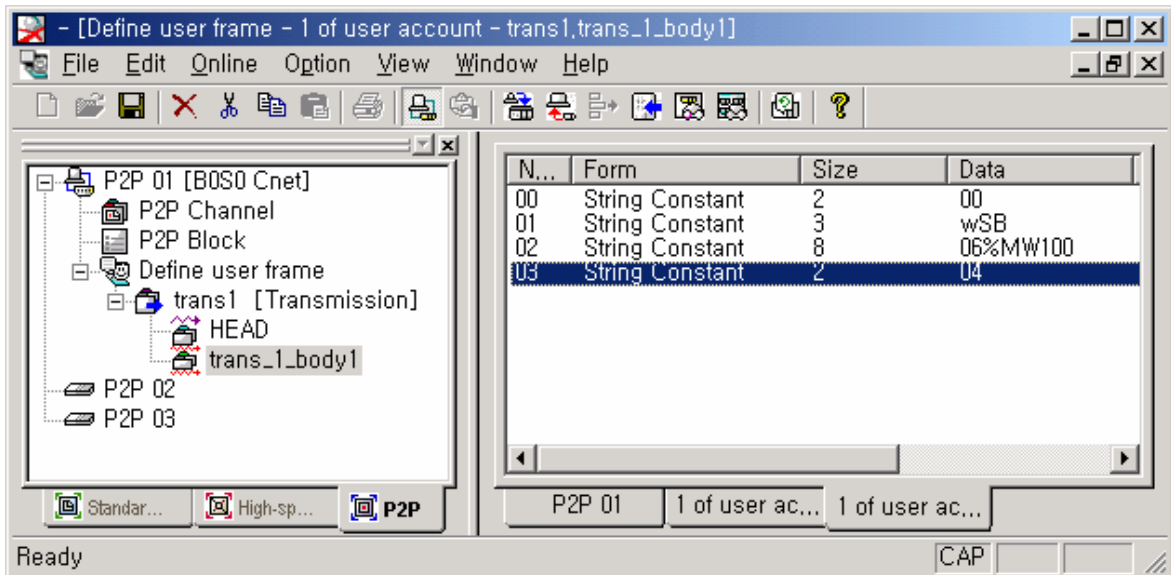 - [Define user frame - 1 of user account - trans1,trans_1_body1]
File Edit Online Option View Window Help
P2P 01 [B0S0 Cnet]
P2P Channel
P2P Block
Define user frame
trans1 [Transmission]
HEAD
trans_1_body1
P2P 02
P2P 03
Standar...
High-sp...
P2P
N... Form Size Data
00 String Constant 2 00
01 String Constant 3 wSB
02 String Constant 8 06%MW100
03 String Constant 2 04
P2P 01
1 of user ac...
1 of user ac...
Ready
CAP